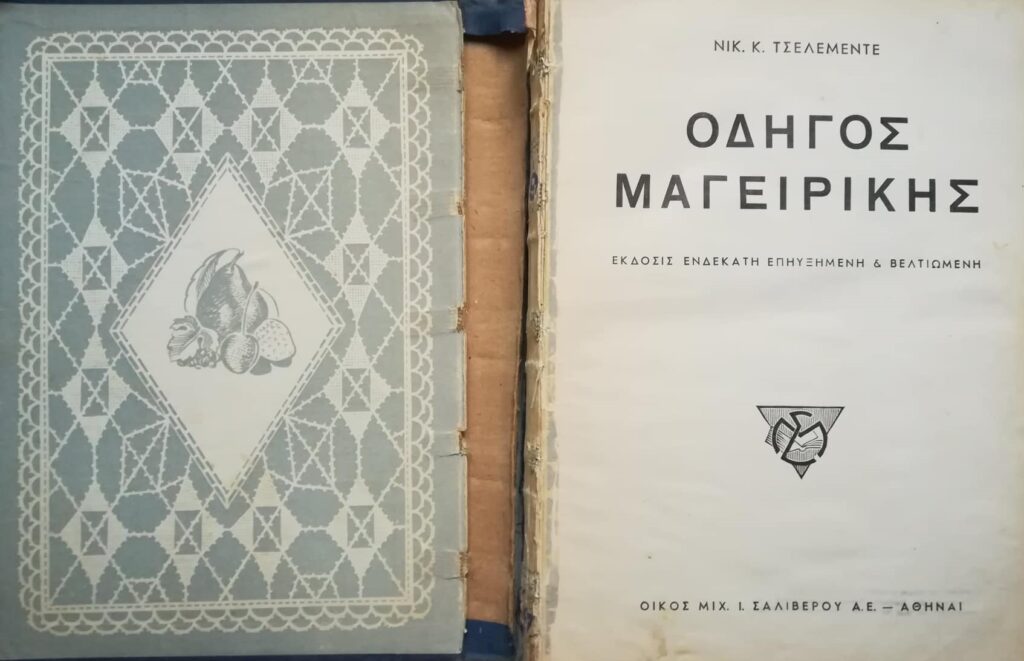 ΝΙΚ. Κ. ΤΣΕΛΕΜΕΝΤΕ
ΟΔΗΓΟΣ
ΜΑΓΕΙΡΙΚΗΣ
ΕΚΔΟΣΙΣ ΕΝΔΕΚΑΤΗ ΕΠΗΥΞΗΜΕΝΗ & ΒΕΛΤΙΩΜΕΝΗ
ΟΙΚΟΣ ΜΙΧ. Ι. ΣΑΛΙΒΕΡΟΥ Α.Ε. — ΑΘΗΝΑΙ